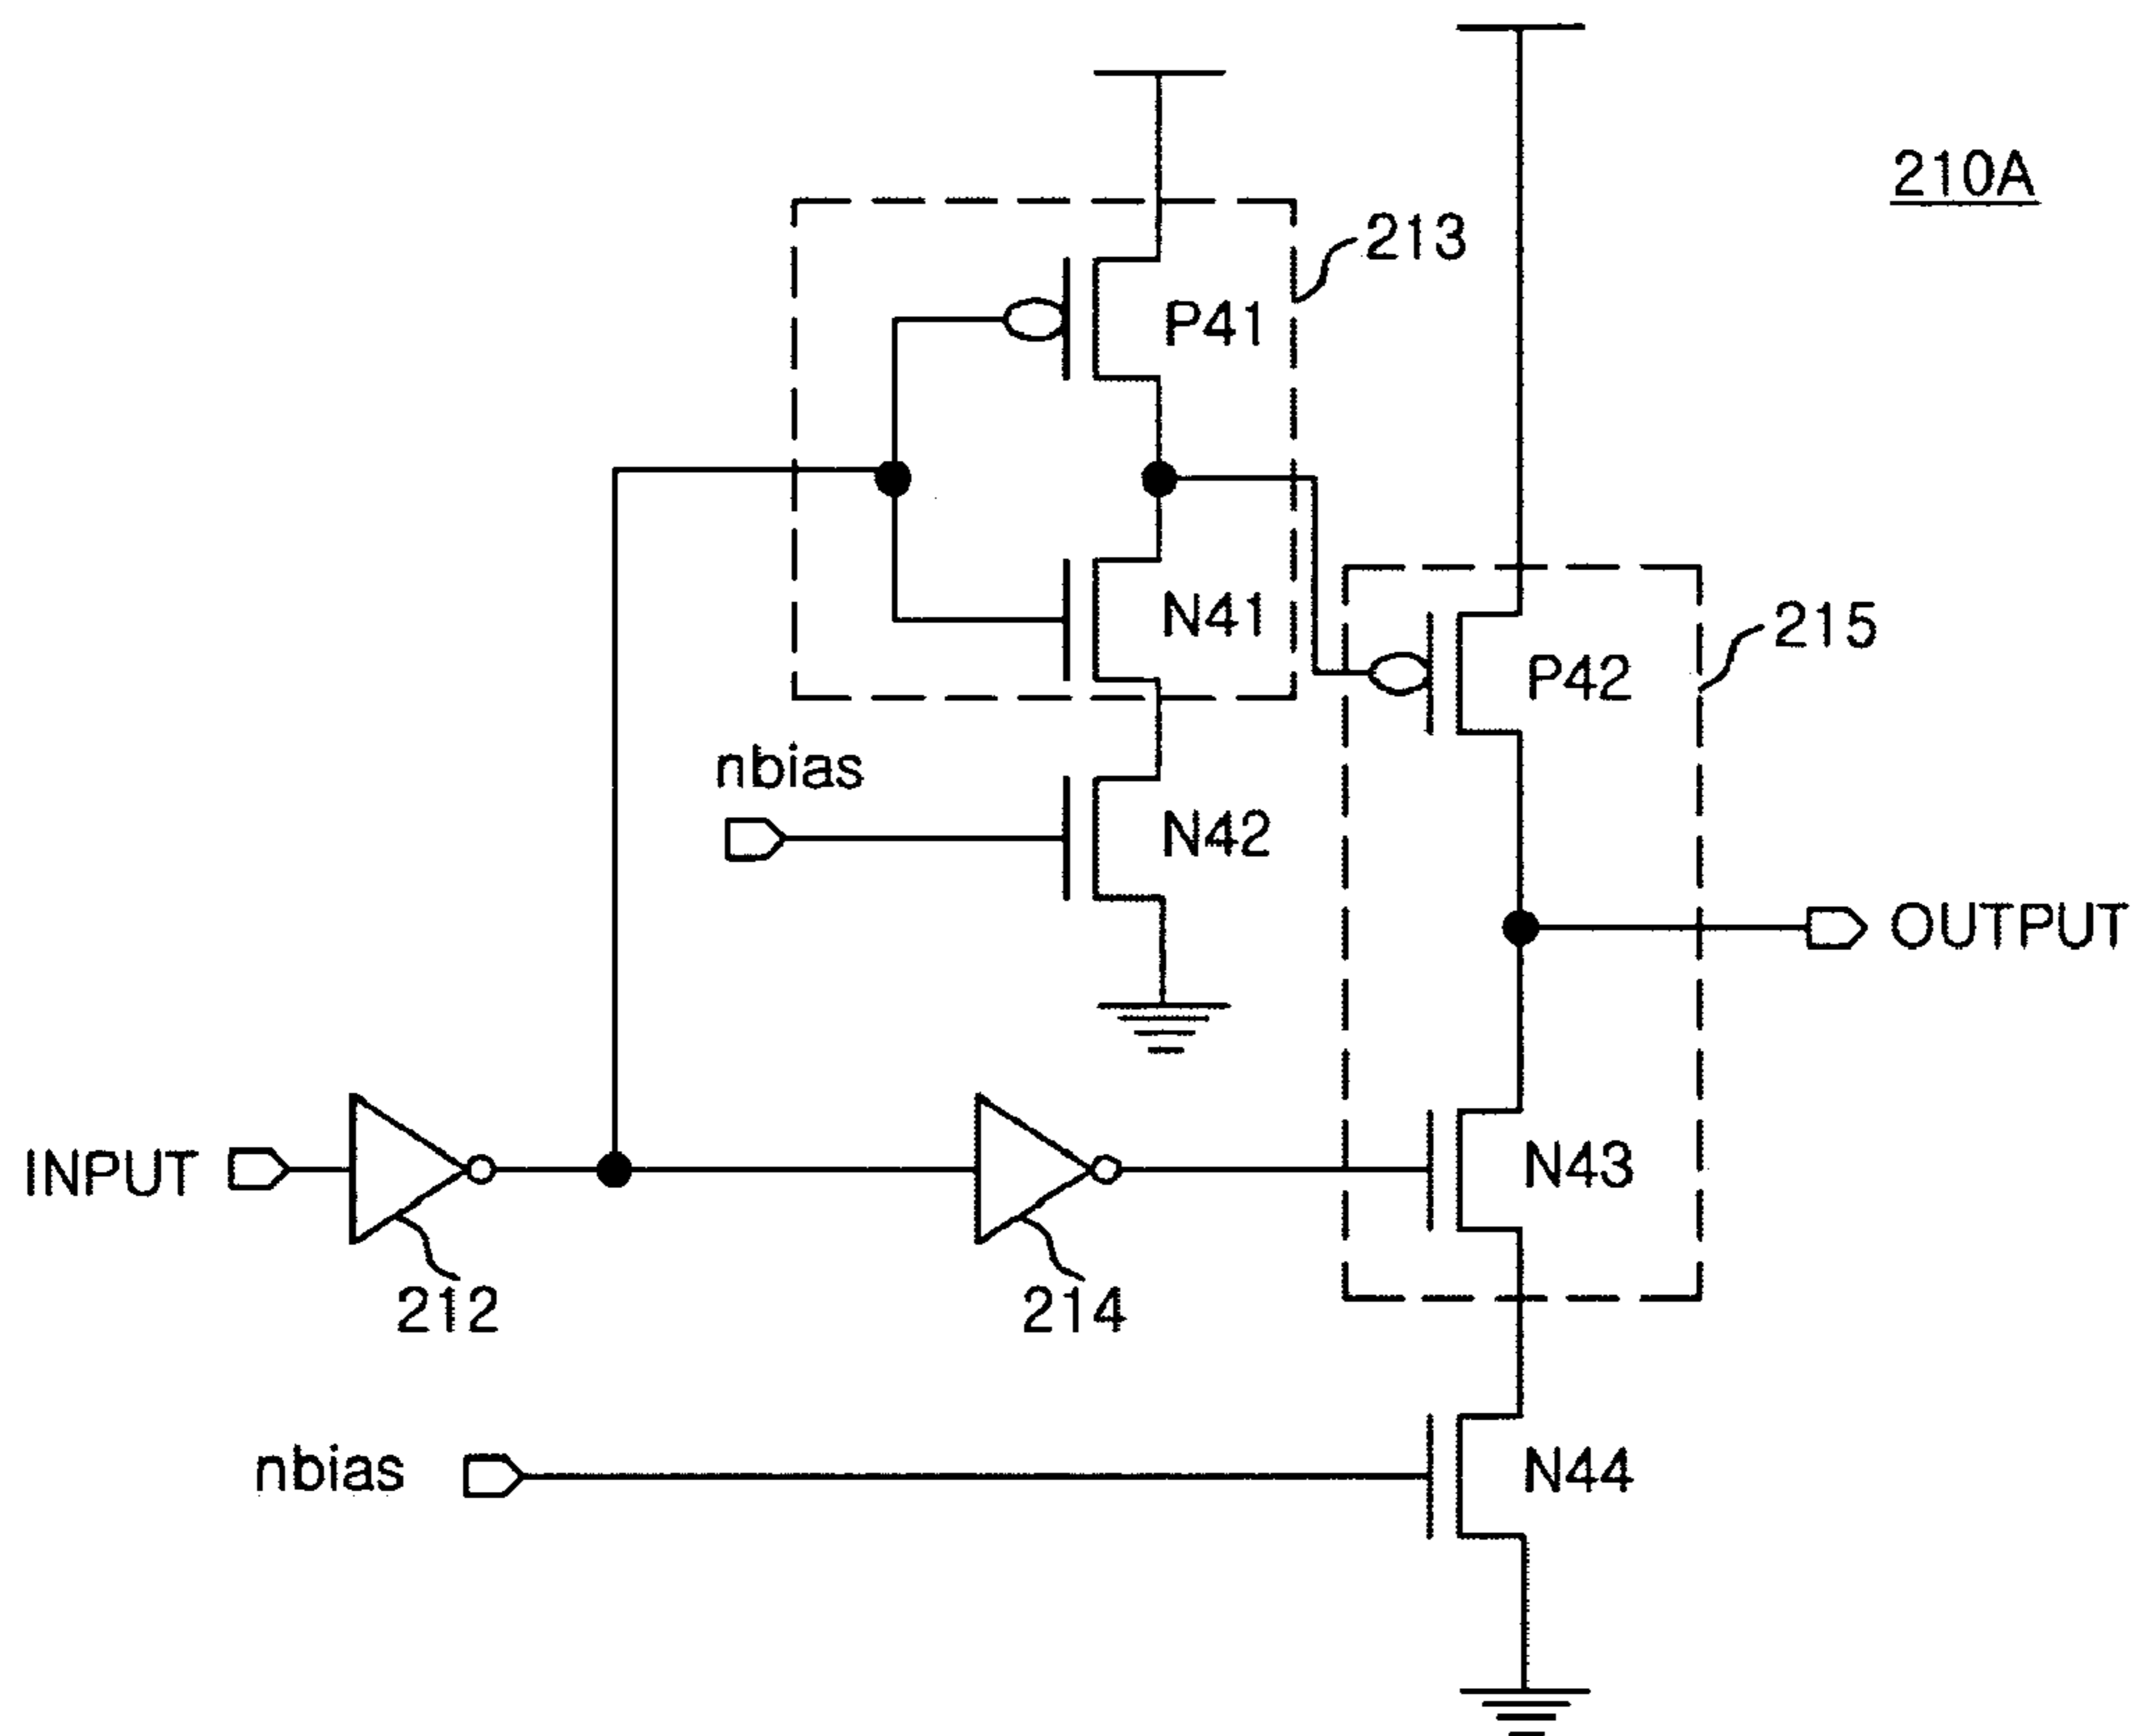 210A
213
P41
N41
215
P42
nbias
N42
OUTPUT
INPUT
N43
212
214
nbias
N44